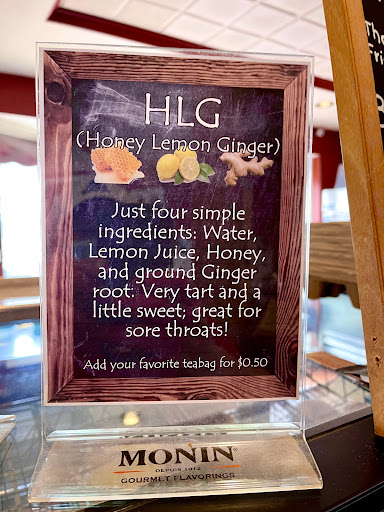 HLG
(Honey Lemon Ginger)
Just four simple
ingredients: Water,
Lemon Juice, Honey,
and ground Ginger
root. Very tart and a
little sweet; great for
sore throats!
Add your favorite teabag for $0.50
MONIN®
DEPUIS 1912
GOURMET FLAVORINGS